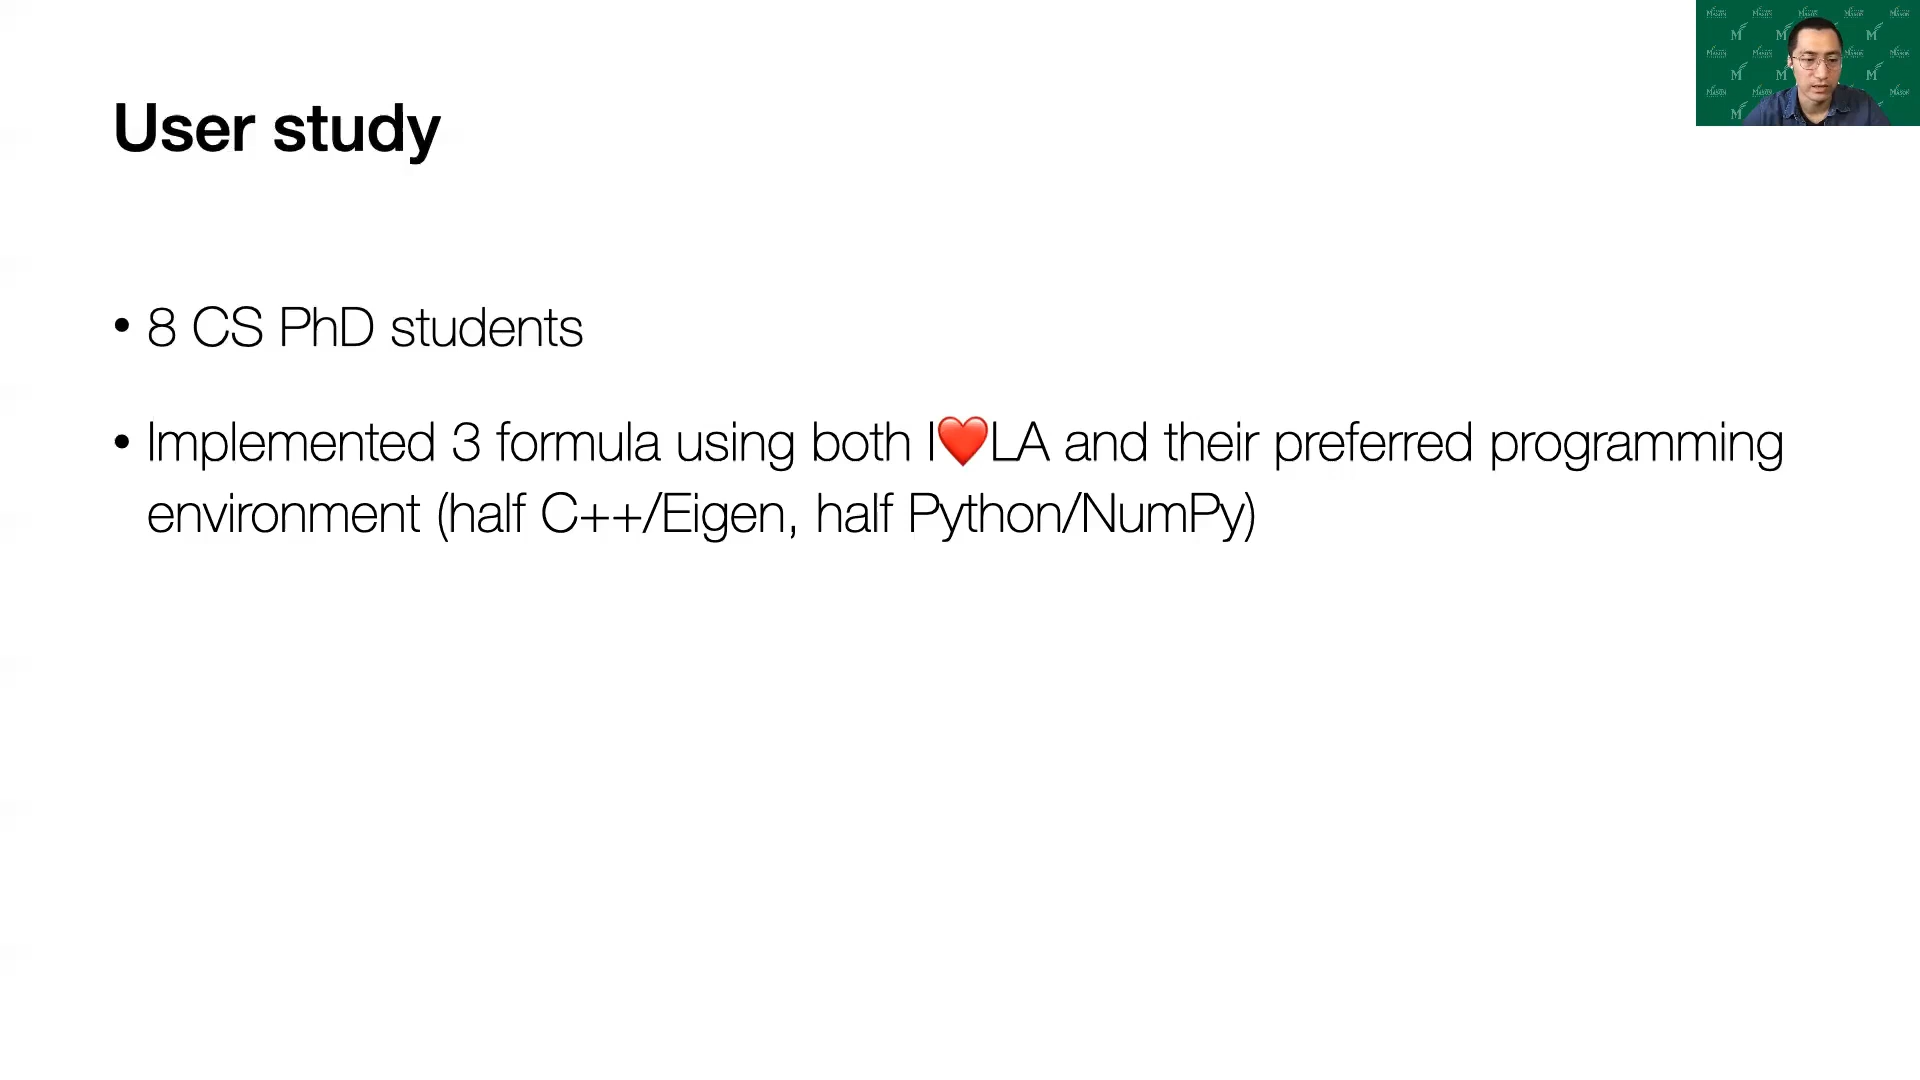 User study
• 8 CS PhD students
• Implemented 3 formula using both I❤️LA and their preferred programming
environment (half C++/Eigen, half Python/NumPy)